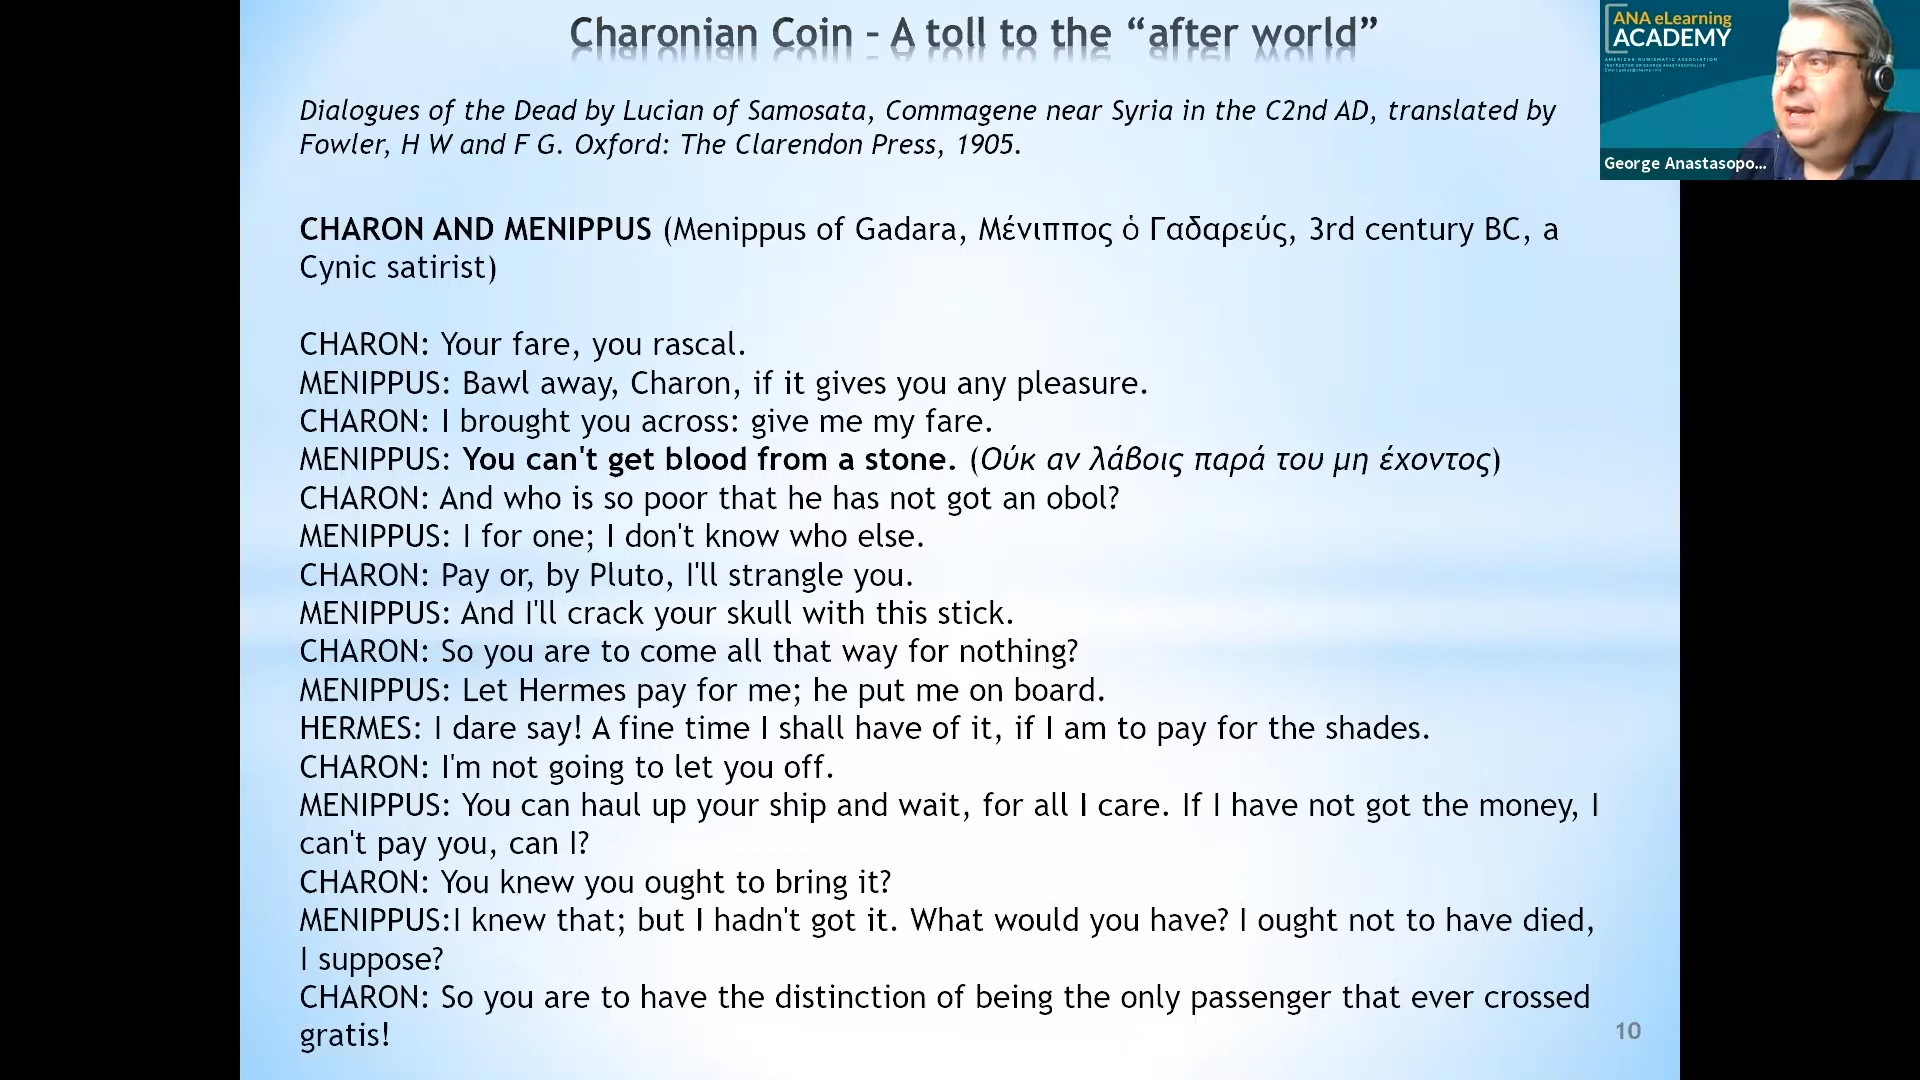 Charonian Coin – A toll to the “after world”
Dialogues of the Dead by Lucian of Samosata, Commagene near Syria in the C2nd AD, translated by
Fowler, H W and F G. Oxford: The Clarendon Press, 1905.
CHARON AND MENIPPUS (Menippus of Gadara, Μένιππος ὁ Γαδαρεύς, 3rd century BC, a
Cynic satirist)
CHARON: Your fare, you rascal.
MENIPPUS: Bawl away, Charon, if it gives you any pleasure.
CHARON: I brought you across: give me my fare.
MENIPPUS: You can't get blood from a stone. (Ούκ αν λάβοις παρά του μη έχοντος)
CHARON: And who is so poor that he has not got an obol?
MENIPPUS: I for one; I don't know who else.
CHARON: Pay or, by Pluto, I'll strangle you.
MENIPPUS: And I'll crack your skull with this stick.
CHARON: So you are to come all that way for nothing?
MENIPPUS: Let Hermes pay for me; he put me on board.
HERMES: I dare say! A fine time I shall have of it, if I am to pay for the shades.
CHARON: I'm not going to let you off.
MENIPPUS: You can haul up your ship and wait, for all I care. If I have not got the money, I
can't pay you, can I?
CHARON: You knew you ought to bring it?
MENIPPUS:I knew that; but I hadn't got it. What would you have? I ought not to have died,
I suppose?
CHARON: So you are to have the distinction of being the only passenger that ever crossed
gratis!
10
ANA eLearning
ACADEMY
AMERICAN NUMISMATIC ASSOCIATION
George Anastasopo...